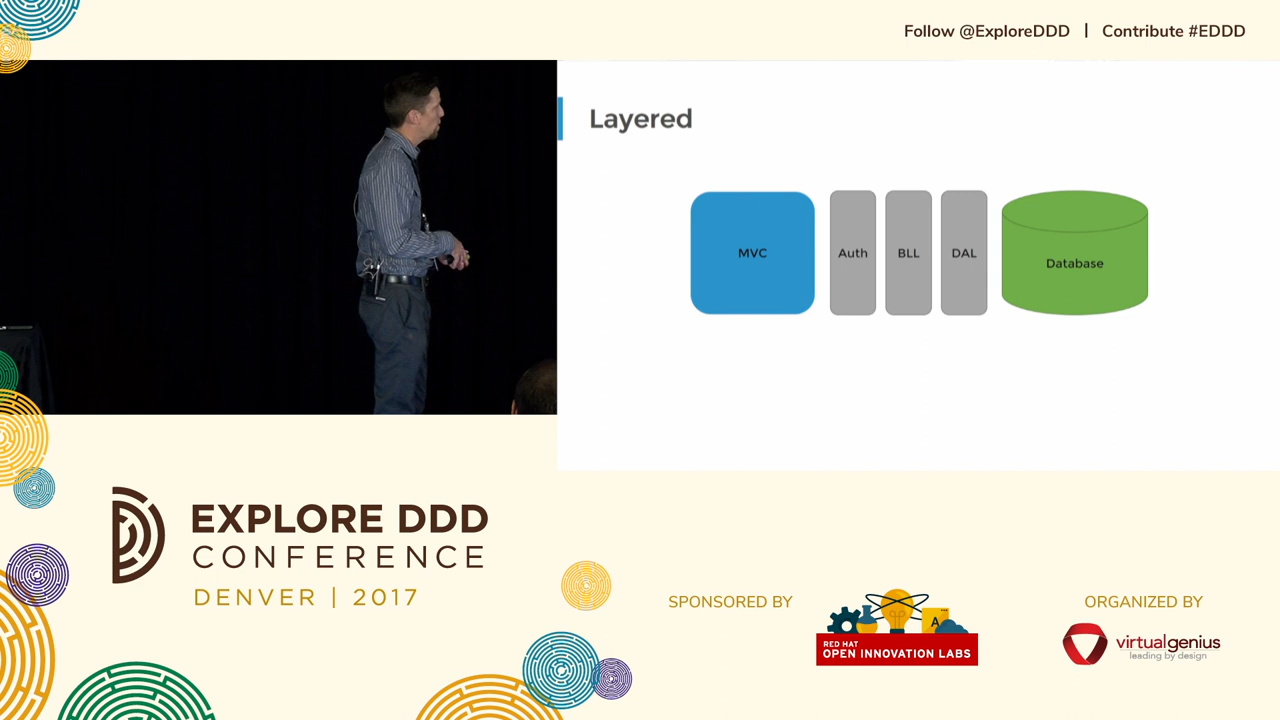 Follow @ExploreDDD | Contribute #EDDD
Layered
MVC
Auth
BLL
DAL
Database
EXPLORE DDD
CONFERENCE
DENVER | 2017
SPONSORED BY
A
RED HAT
OPEN INNOVATION LABS
ORGANIZED BY
virtualgenius
leading by design